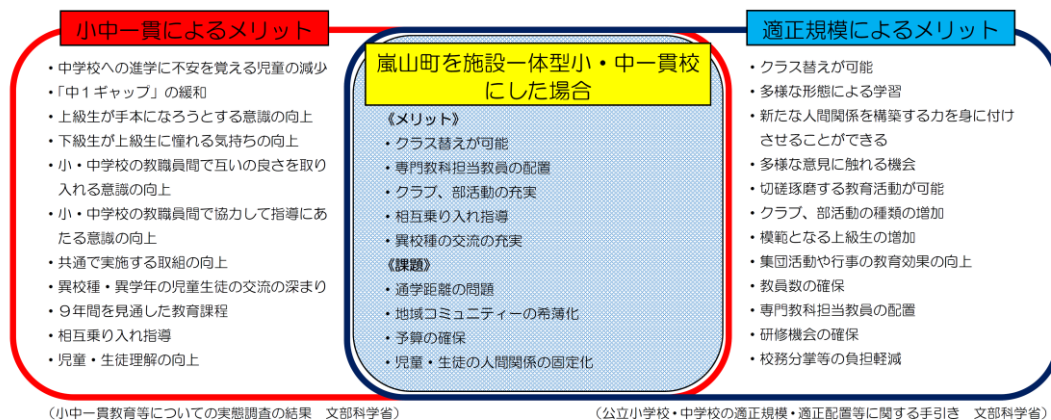 小中一貫によるメリット
・中学校への進学に不安を覚える児童の減少
・「中１ギャップ」の緩和
・上級生が手本になろうとする意識の向上
・下級生が上級生に憧れる気持ちの向上
・小・中学校の教職員間で互いの良さを取り
入れる意識の向上
・小・中学校の教職員間で協力して指導にあ
たる意識の向上
・共通で実施する取組の向上
・異校種・異学年の児童生徒の交流の深まり
・９年間を見通した教育課程
・相互乗り入れ指導
・児童・生徒理解の向上
（小中一貫教育等についての実態調査の結果　文部科学省）
嵐山町を施設一体型小・中一貫校
にした場合
《メリット》
・クラス替えが可能
・専門教科担当教員の配置
・クラブ、部活動の充実
・相互乗り入れ指導
・異校種の交流の充実
《課題》
・通学距離の問題
・地域コミュニティーの希薄化
・予算の確保
・児童・生徒の人間関係の固定化
適正規模によるメリット
・クラス替えが可能
・多様な形態による学習
・新たな人間関係を構築する力を身に付け
させることができる
・多様な意見に触れる機会
・切磋琢磨する教育活動が可能
・クラブ、部活動の種類の増加
・模範となる上級生の増加
・集団活動や行事の教育効果の向上
・教員数の確保
・専門教科担当教員の配置
・研修機会の確保
・校務分掌等の負担軽減
（公立小学校・中学校の適正規模・適正配置等に関する手引き　文部科学省）